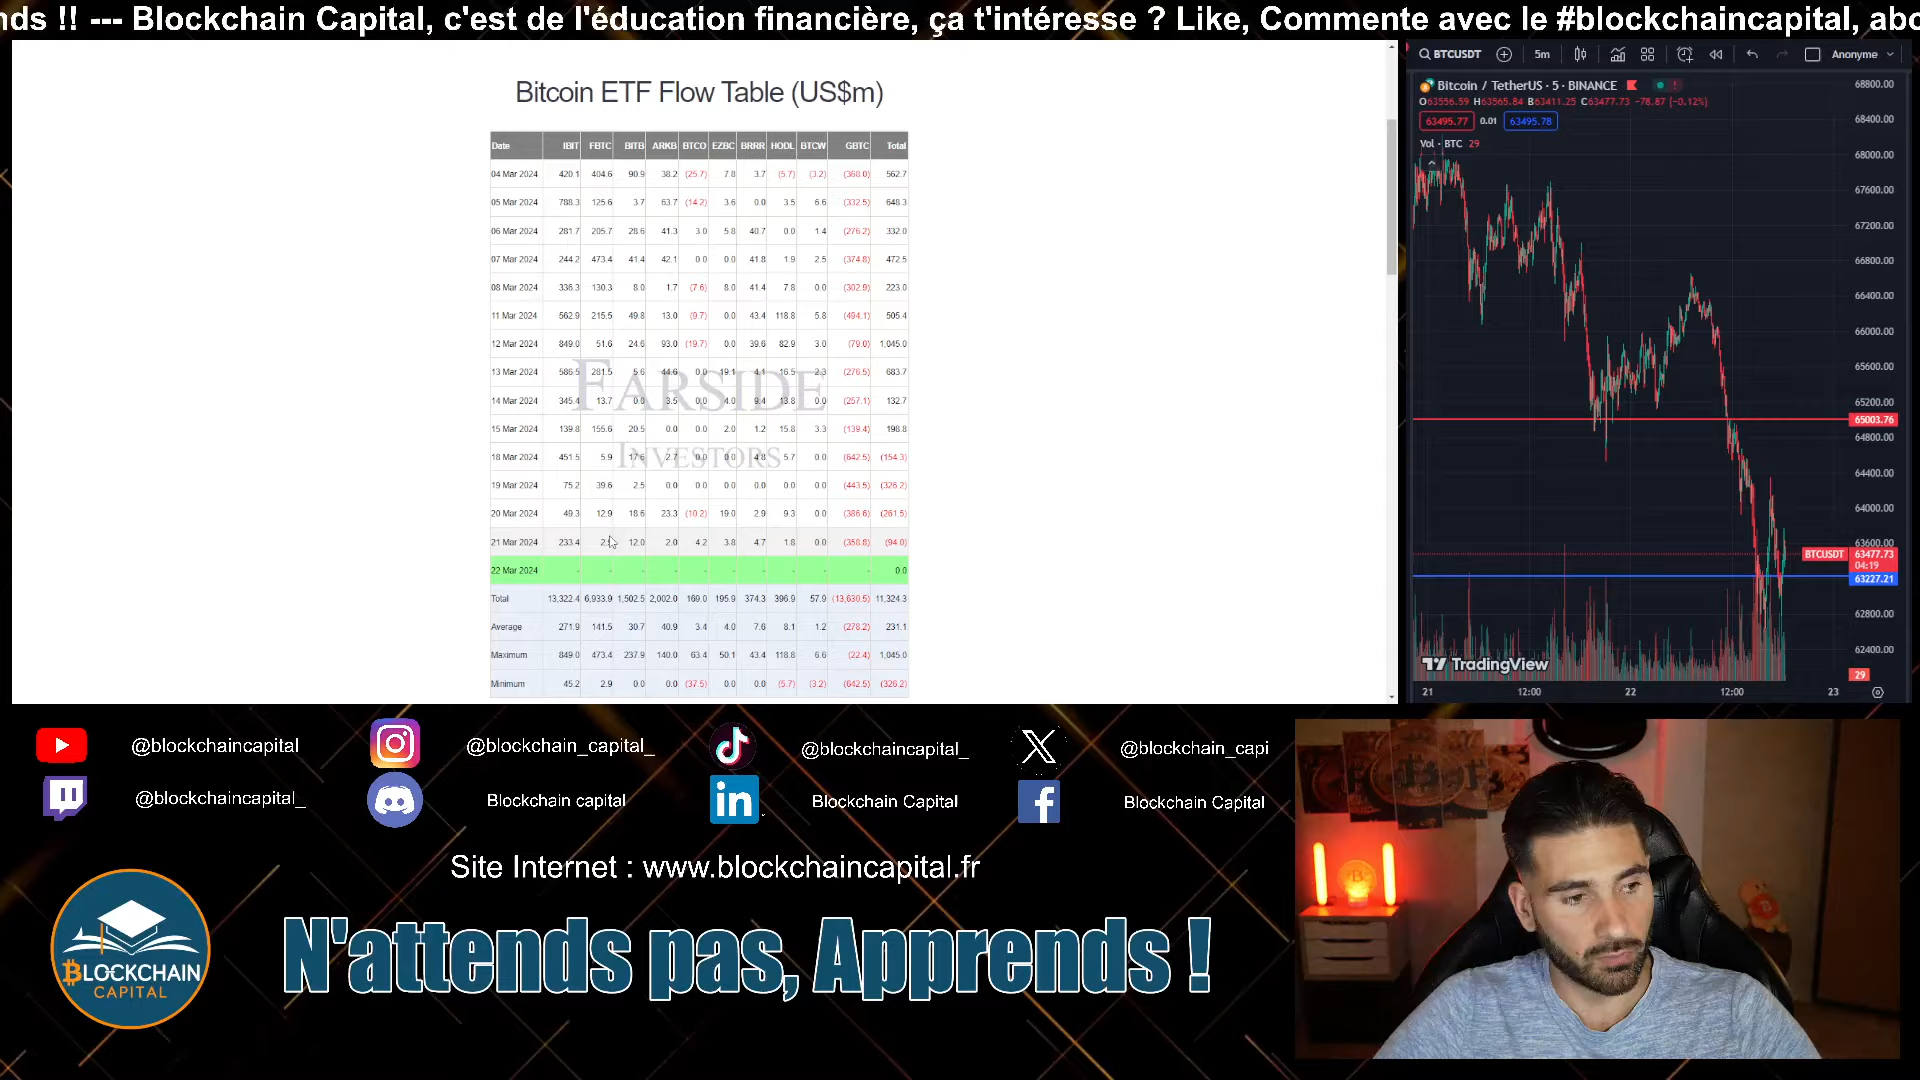 nds !! --- Blockchain Capital, c'est de l'éducation financière, ça t'intéresse ? Like, Commente avec le #blockchaincapital, abo
Bitcoin ETF Flow Table (US$m)
Date IBIT FBTC BITB ARKB BTCO EZBC BRRR HODL BTCW GBTC Total
04 Mar 2024 420.1 404.6 90.9 38.2 (25.7) 7.8 3.7 (5.7) (3.2) (368.0) 562.7
05 Mar 2024 788.3 125.6 3.7 63.7 (14.2) 3.6 0.0 3.5 6.6 (332.5) 648.3
06 Mar 2024 281.7 205.7 28.6 41.3 3.0 5.8 40.7 0.0 1.4 (276.2) 332.0
07 Mar 2024 244.2 473.4 41.4 42.1 0.0 0.0 41.8 1.9 2.5 (374.8) 472.5
08 Mar 2024 336.3 130.3 8.0 1.7 (7.6) 8.0 41.4 7.8 0.0 (302.9) 223.0
11 Mar 2024 562.9 215.5 49.8 13.0 (9.7) 0.0 43.4 118.8 5.8 (494.1) 505.4
12 Mar 2024 849.0 51.6 24.6 93.0 (19.7) 0.0 39.6 82.9 3.0 (79.0) 1,045.0
13 Mar 2024 586.5 281.5 5.6 44.6 0.0 19.1 4.1 16.5 2.3 (276.5) 683.7
14 Mar 2024 345.4 13.7 0.0 3.5 0.0 4.0 9.4 13.8 0.0 (257.1) 132.7
15 Mar 2024 139.8 155.6 20.5 0.0 0.0 2.0 1.2 15.8 3.3 (139.4) 198.8
18 Mar 2024 451.5 5.9 17.6 2.7 0.0 0.0 4.8 5.7 0.0 (642.5) (154.3)
19 Mar 2024 75.2 39.6 2.5 0.0 0.0 0.0 0.0 0.0 0.0 (443.5) (326.2)
20 Mar 2024 49.3 12.9 18.6 23.3 (10.2) 19.0 2.9 9.3 0.0 (386.6) (261.5)
21 Mar 2024 233.4 12.0 2.0 4.2 3.8 4.7 1.8 0.0 (358.8) (94.0)
22 Mar 2024 - - - - - - - - - - 0.0
Total 13,322.4 6,933.9 1,502.5 2,002.0 169.0 195.9 374.3 396.9 57.9 (13,630.5) 11,324.3
Average 271.9 141.5 30.7 40.9 3.4 4.0 7.6 8.1 1.2 (278.2) 231.1
Maximum 849.0 473.4 237.9 140.0 63.4 50.1 43.4 118.8 6.6 (22.4) 1,045.0
Minimum 45.2 2.9 0.0 0.0 (37.5) 0.0 0.0 (5.7) (3.2) (642.5) (326.2)
FARSIDE
INVESTORS
BTCUSDT 5m Anonyme
Bitcoin / TetherUS · 5 · BINANCE
O63556.59 H63565.84 B63411.25 C63477.73 -78.87 (-0.12%)
63495.77 0.01 63495.78
Vol · BTC 29
68800.00
68400.00
68000.00
67600.00
67200.00
66800.00
66400.00
66000.00
65600.00
65200.00
65003.76
64800.00
64400.00
64000.00
63600.00
BTCUSDT 63477.73
04:19
63227.21
62800.00
62400.00
TradingView
29
21 12:00 22 12:00 23
@blockchaincapital @blockchain_capital_ @blockchaincapital_ @blockchain_capi
@blockchaincapital_ Blockchain capital Blockchain Capital Blockchain Capital
Site Internet : www.blockchaincapital.fr
BLOCKCHAIN
CAPITAL
N'attends pas, Apprends !